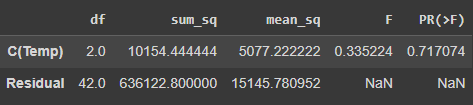 df sum_sq mean_sq F PR(>F)
C(Temp) 2.0 10154.444444 5077.222222 0.335224 0.717074
Residual 42.0 636122.800000 15145.780952 NaN NaN